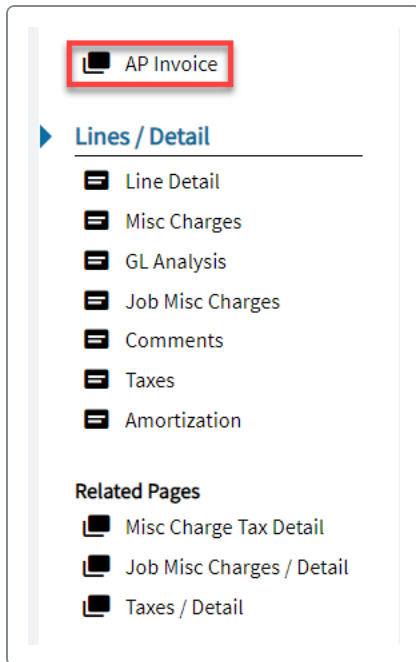 AP Invoice
Lines / Detail
Line Detail
Misc Charges
GL Analysis
Job Misc Charges
Comments
Taxes
Amortization
Related Pages
Misc Charge Tax Detail
Job Misc Charges / Detail
Taxes / Detail